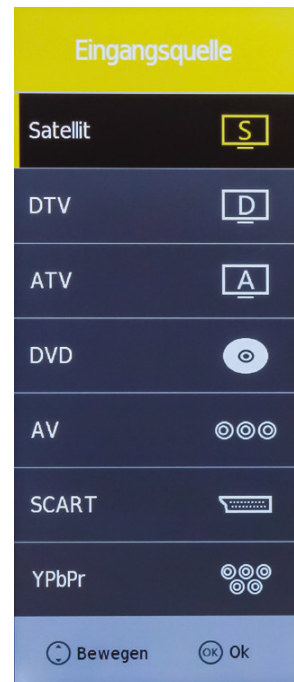 Eingangsquelle
Satellit S
DTV D
ATV A
DVD
AV
SCART
YPbPr
Bewegen OK Ok